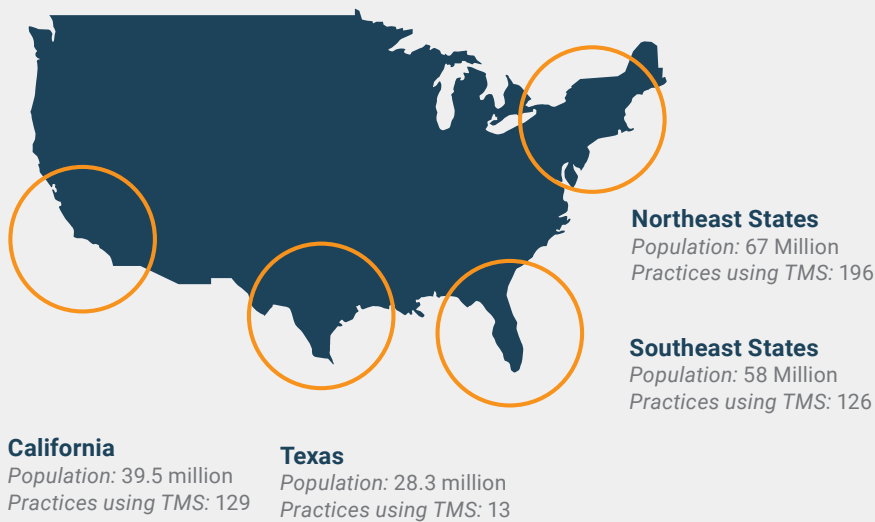 Northeast States
Population: 67 Million
Practices using TMS: 196
Southeast States
Population: 58 Million
Practices using TMS: 126
California
Population: 39.5 million
Practices using TMS: 129
Texas
Population: 28.3 million
Practices using TMS: 13